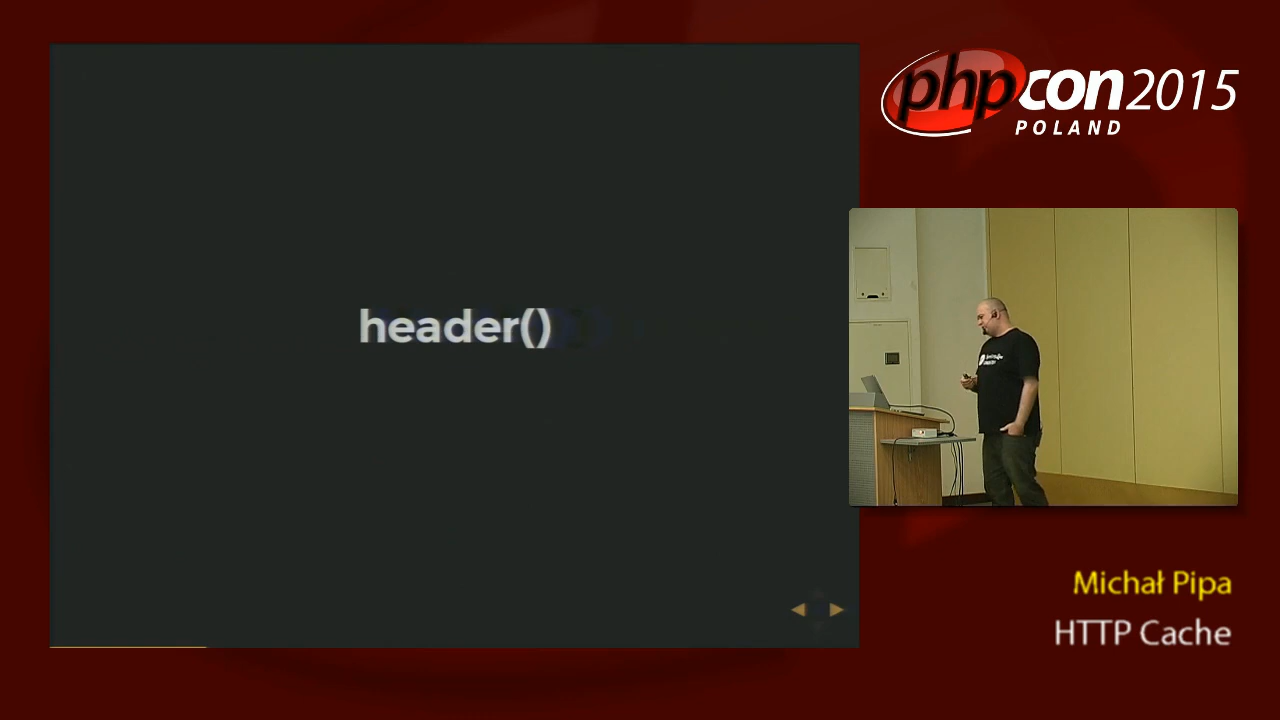 header()
phpcon2015
POLAND
Michał Pipa
HTTP Cache